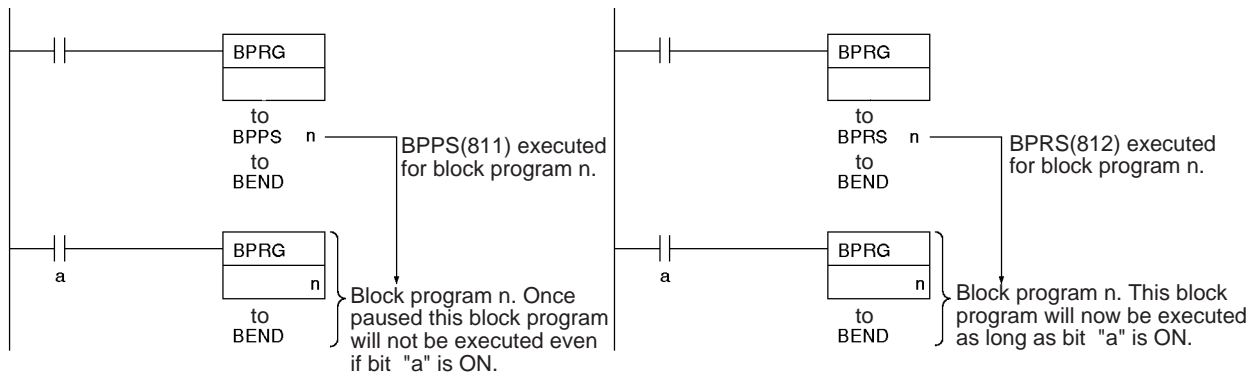 BPRG
to
BPPS n
to
BEND
BPPS(811) executed
for block program n.
a
BPRG
n
to
BEND
Block program n. Once
paused this block program
will not be executed even
if bit "a" is ON.
BPRG
to
BPRS n
to
BEND
BPRS(812) executed
for block program n.
a
BPRG
n
to
BEND
Block program n. This block
program will now be executed
as long as bit "a" is ON.